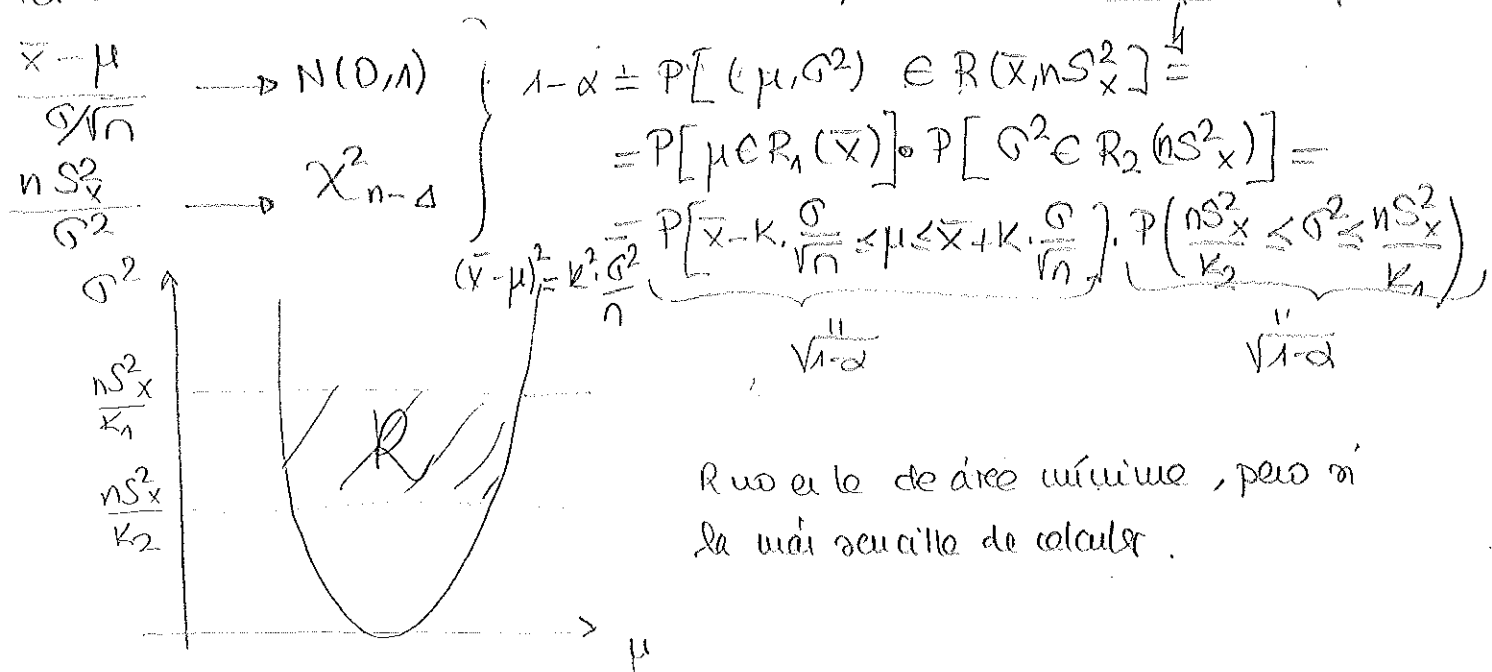 x̄-μ / σ/√n → N(0,1) } 1-α ≐ P[(μ,σ²) ∈ R(x̄,nS²ₓ] =
= P[μ∈R₁(x̄)]·P[σ²∈R₂(nS²ₓ)] =
nS²ₓ / σ² → χ²ₙ₋₁
= P[x̄-K·σ/√n ≤ μ ≤ x̄+K·σ/√n]·P(nS²ₓ/K₂ ≤ σ² ≤ nS²ₓ/K₁)
√1-α √1-α
(x̄-μ)² = K²·σ²/n
σ²
nS²ₓ/K₁
R
nS²ₓ/K₂
μ
R no es la de área mínima, pero sí
la más sencilla de calcular.